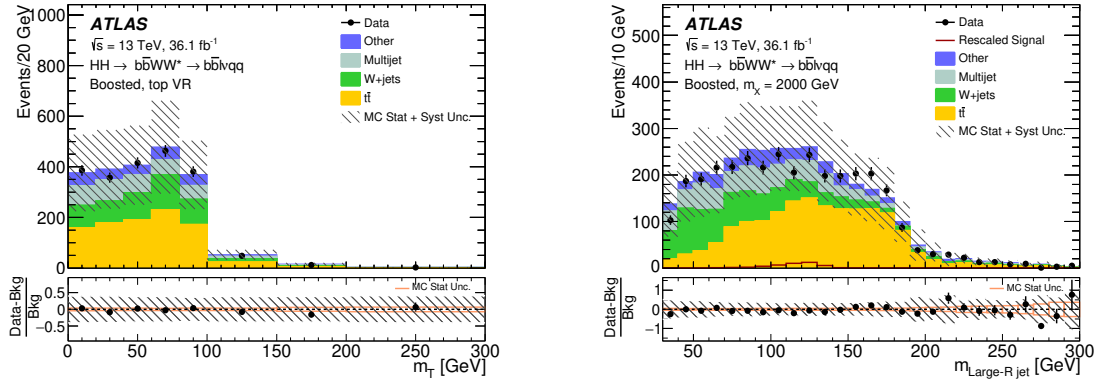 Events/20 GeV
1000
800
600
400
200
0
ATLAS
√s = 13 TeV, 36.1 fb⁻¹
HH → bb̄WW* → bb̄lνqq
Boosted, top VR
Data
Other
Multijet
W+jets
tt̄
MC Stat + Syst Unc.
Data-Bkg
Bkg
0.5
0.0
−0.5
MC Stat Unc.
0 50 100 150 200 250 300
m_T [GeV]
Events/10 GeV
500
400
300
200
100
0
ATLAS
√s = 13 TeV, 36.1 fb⁻¹
HH → bb̄WW* → bb̄lνqq
Boosted, m_X = 2000 GeV
Data
Rescaled Signal
Other
Multijet
W+jets
tt̄
MC Stat + Syst Unc.
Data-Bkg
Bkg
1
0
−1
MC Stat Unc.
50 100 150 200 250 300
m_Large-R jet [GeV]